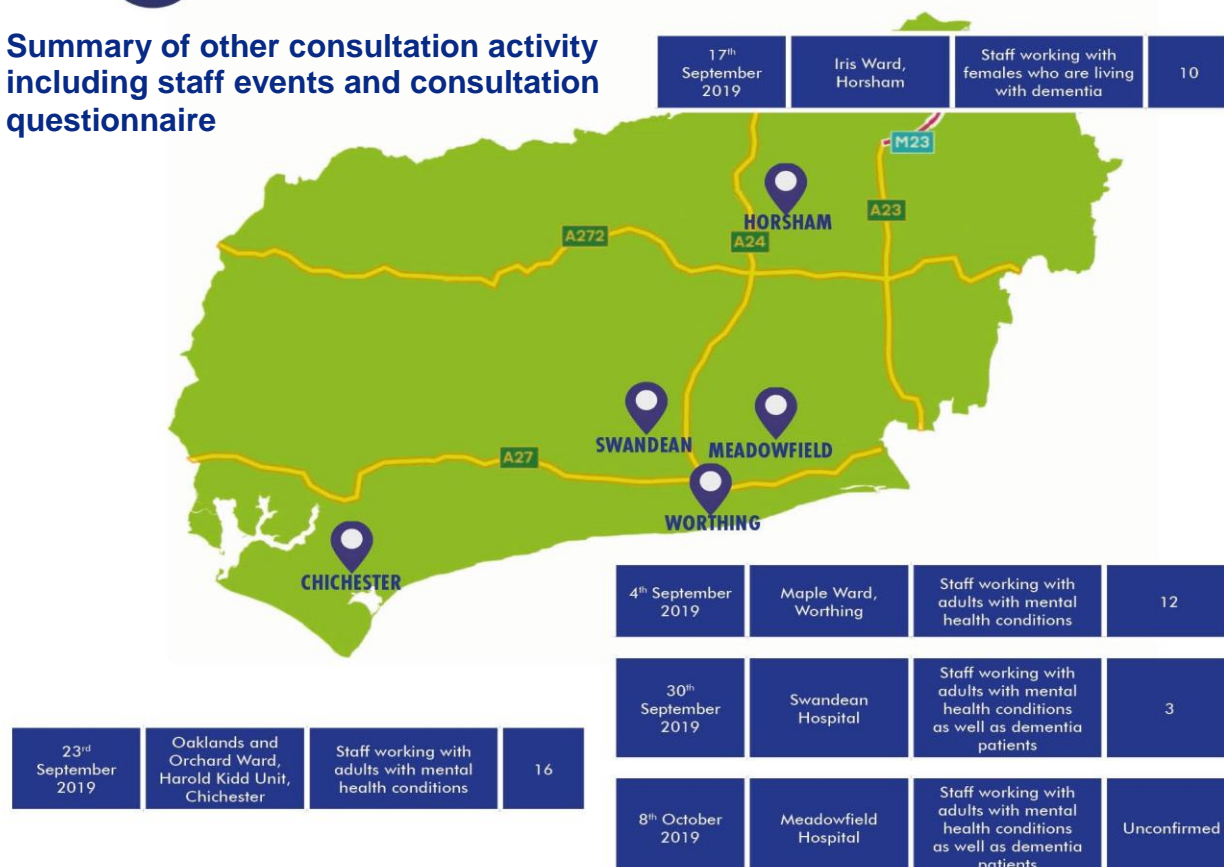 Summary of other consultation activity
including staff events and consultation
questionnaire
17th
September
2019
Iris Ward,
Horsham
Staff working with
females who are living
with dementia
10
M23
HORSHAM
A23
A272
A24
SWANDEAN
MEADOWFIELD
A27
WORTHING
CHICHESTER
4th September
2019
Maple Ward,
Worthing
Staff working with
adults with mental
health conditions
12
30th
September
2019
Swandean
Hospital
Staff working with
adults with mental
health conditions
as well as dementia
patients
3
23rd
September
2019
Oaklands and
Orchard Ward,
Harold Kidd Unit,
Chichester
Staff working with
adults with mental
health conditions
16
8th October
2019
Meadowfield
Hospital
Staff working with
adults with mental
health conditions
as well as dementia
patients
Unconfirmed